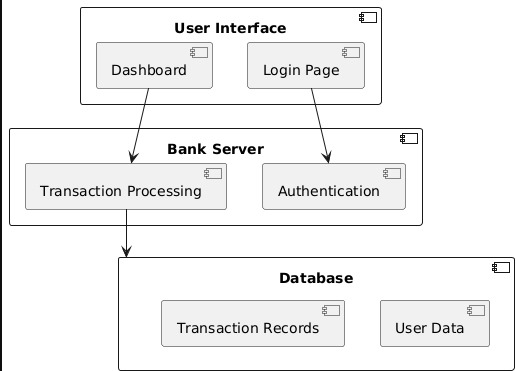 User Interface
Dashboard
Login Page
Bank Server
Transaction Processing
Authentication
Database
Transaction Records
User Data